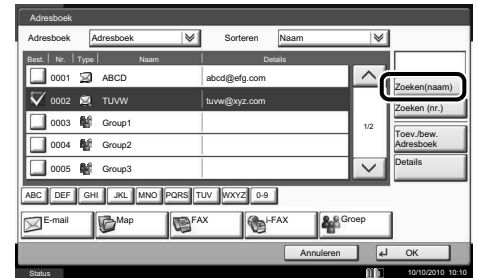 Adresboek
Adresboek Adresboek Sorteren Naam
Best. Nr. Type Naam Details
0001 ABCD abcd@efg.com
0002 TUVW tuvw@xyz.com
0003 Group1
0004 Group2
0005 Group3
1/2
Zoeken(naam)
Zoeken (nr.)
Toev./bew.
Adresboek
Details
ABC DEF GHI JKL MNO PQRS TUV WXYZ 0-9
E-mail Map FAX i-FAX Groep
Annuleren OK
Status 10/10/2010 10:10